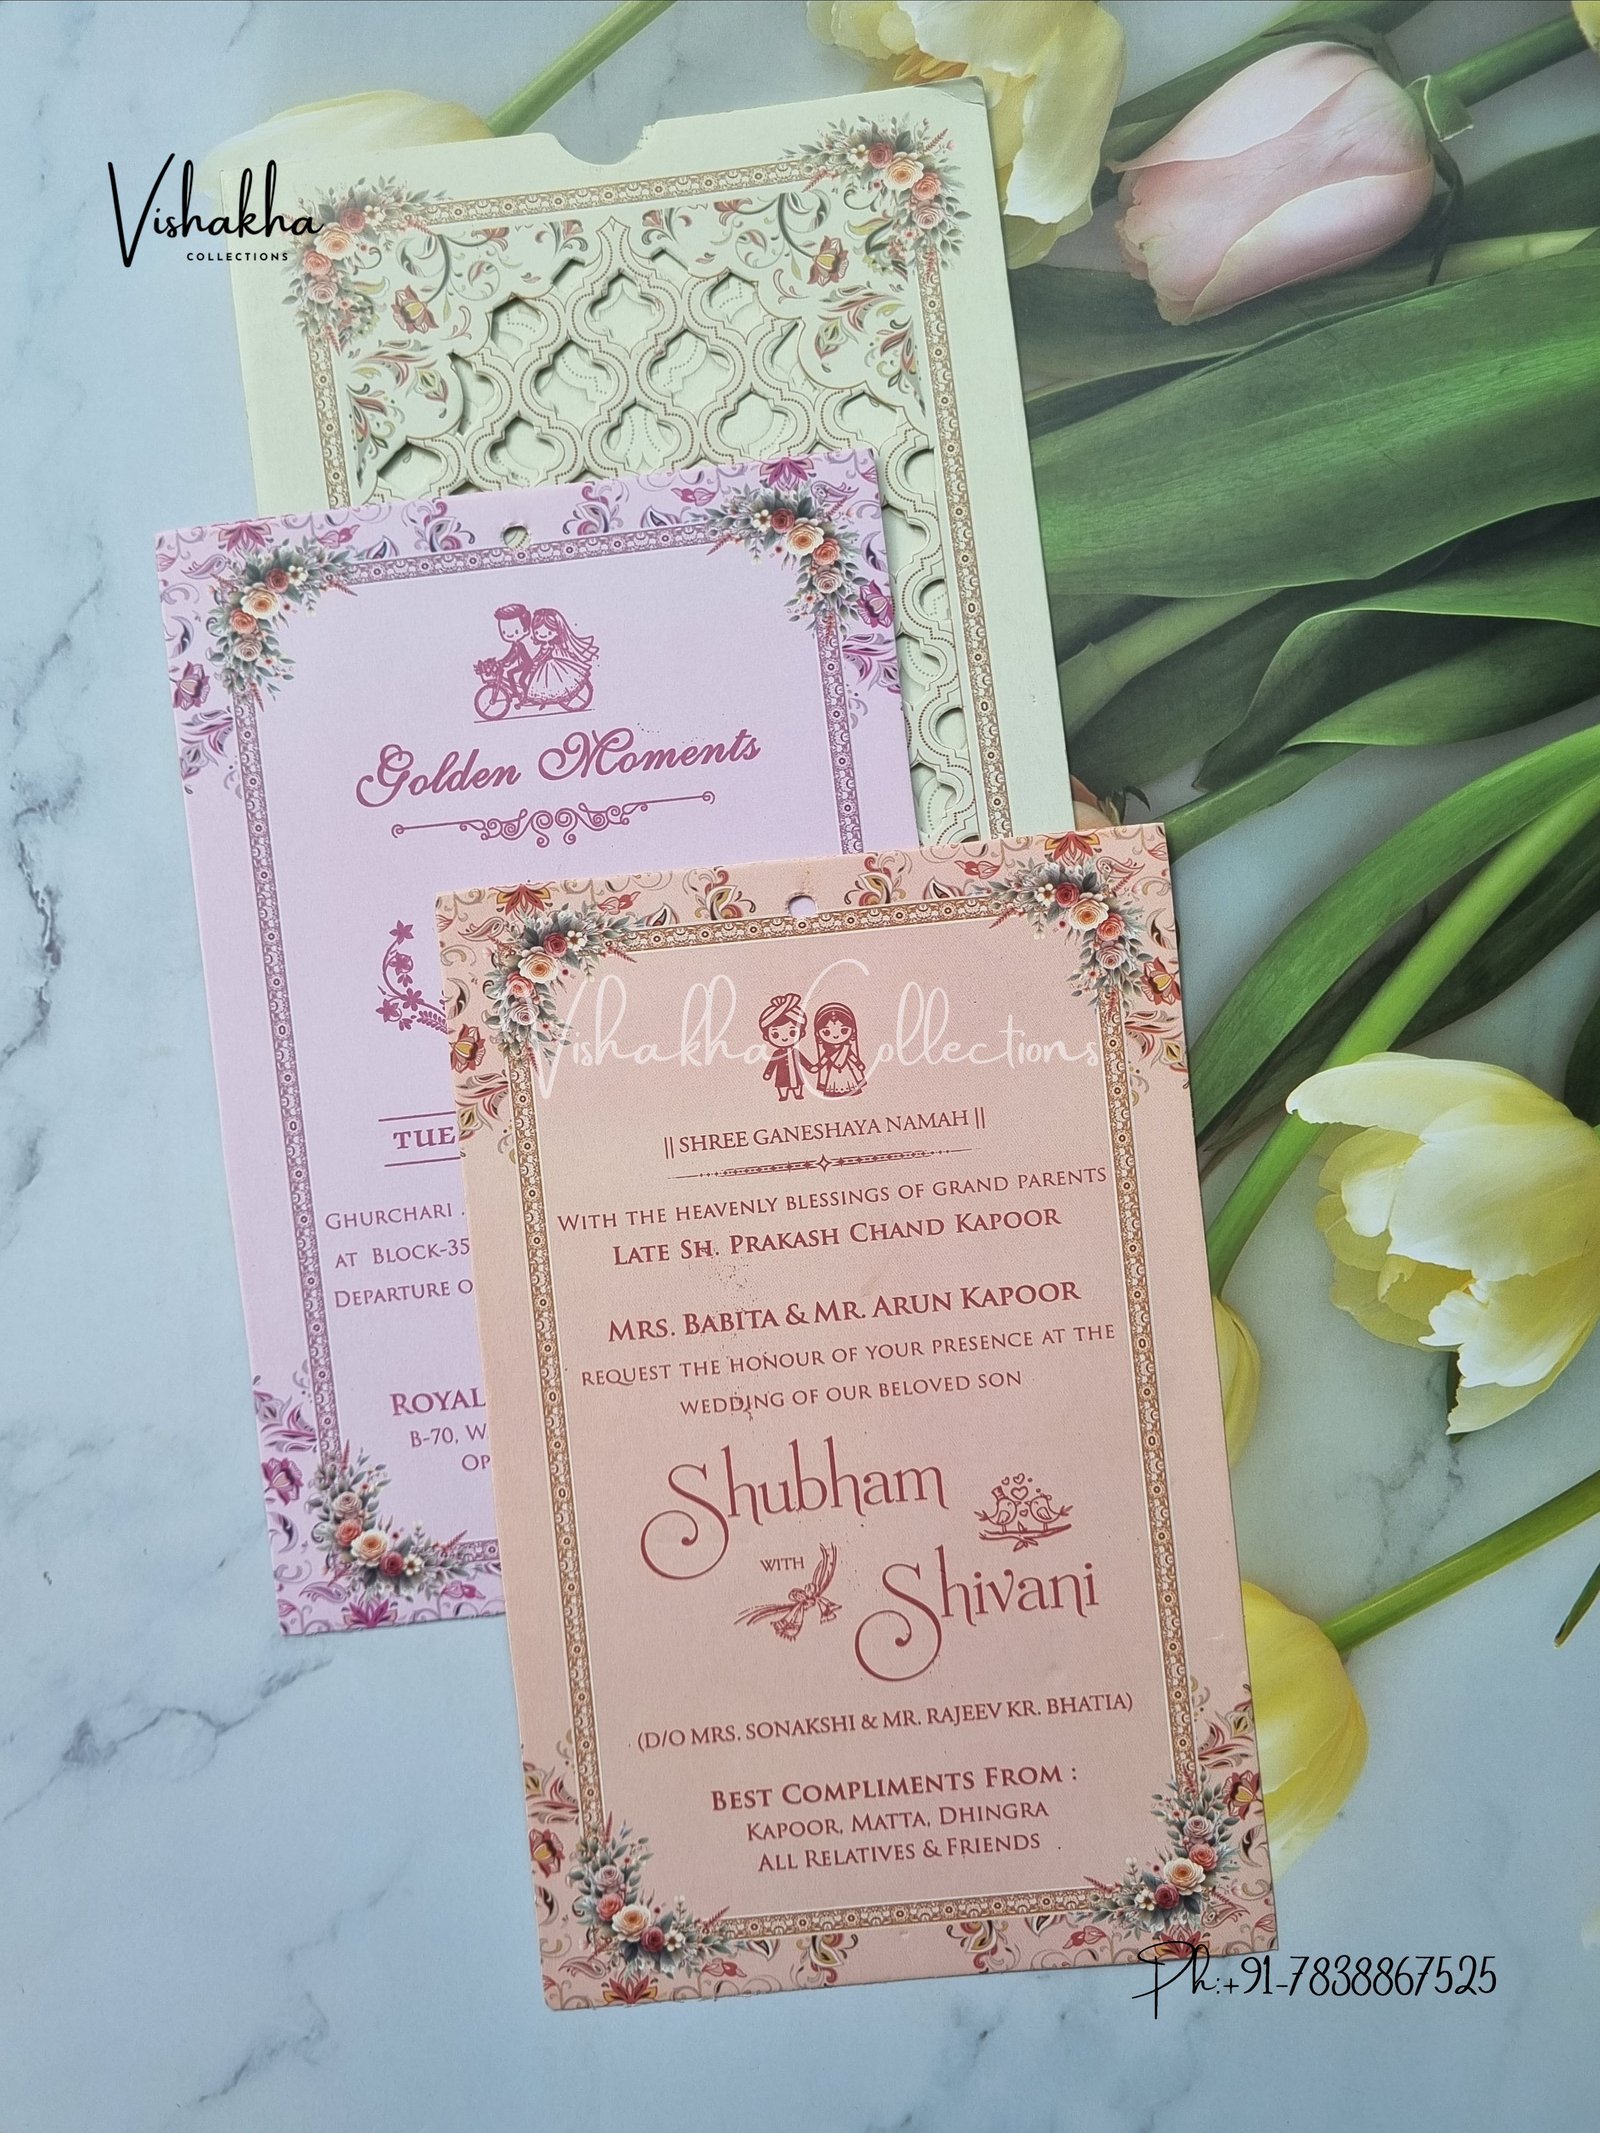 Vishakha
COLLECTIONS
Golden Moments
GHURCHARI
AT BLOCK-35
DEPARTURE
ROYAL
B-70,
Vishakha Collections
|| SHREE GANESHAYA NAMAH ||
WITH THE HEAVENLY BLESSINGS OF GRAND PARENTS
LATE SH. PRAKASH CHAND KAPOOR
MRS. BABITA & MR. ARUN KAPOOR
REQUEST THE HONOUR OF YOUR PRESENCE AT THE
WEDDING OF OUR BELOVED SON
Shubham
WITH
Shivani
(D/O MRS. SONAKSHI & MR. RAJEEV KR. BHATIA)
BEST COMPLIMENTS FROM :
KAPOOR, MATTA, DHINGRA
ALL RELATIVES & FRIENDS
Ph:+91-7838867525